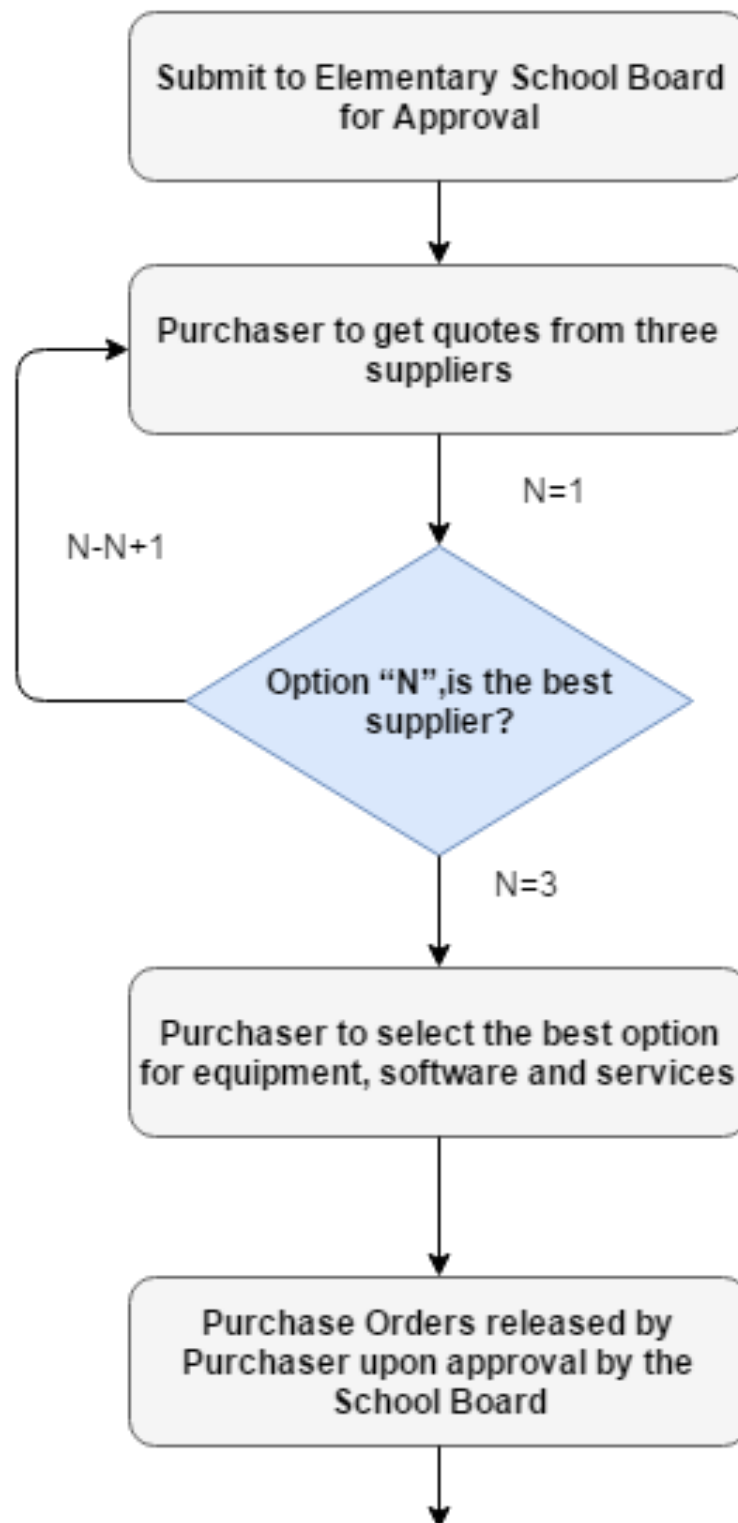 Submit to Elementary School Board
for Approval
Purchaser to get quotes from three
suppliers
N=1
N-N+1
Option “N”,is the best
supplier?
N=3
Purchaser to select the best option
for equipment, software and services
Purchase Orders released by
Purchaser upon approval by the
School Board